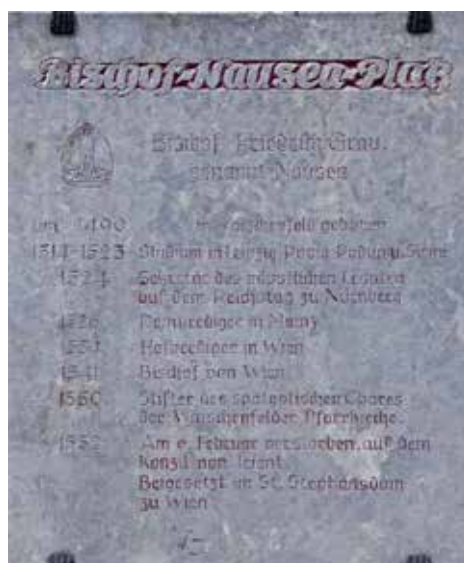 Bischof-Nausea-Platz
Bischof Friedrich Grau,
genannt Nausea
um 1490 in Waischenfeld geboren
1514-1523 Studium in Leipzig Pavia Padua u. Siena
1524 Sekretär des päpstlichen Legaten
auf dem Reichstag zu Nürnberg
Domprediger in Mainz
Hofprediger in Wien
1541 Bischof von Wien
Stifter des spätgotischen Chores
der Waischenfelder Pfarrkirche.
1552 Am 6. Februar verstorben, auf dem
Konzil von Trient.
Beigesetzt im St. Stephansdom
zu Wien